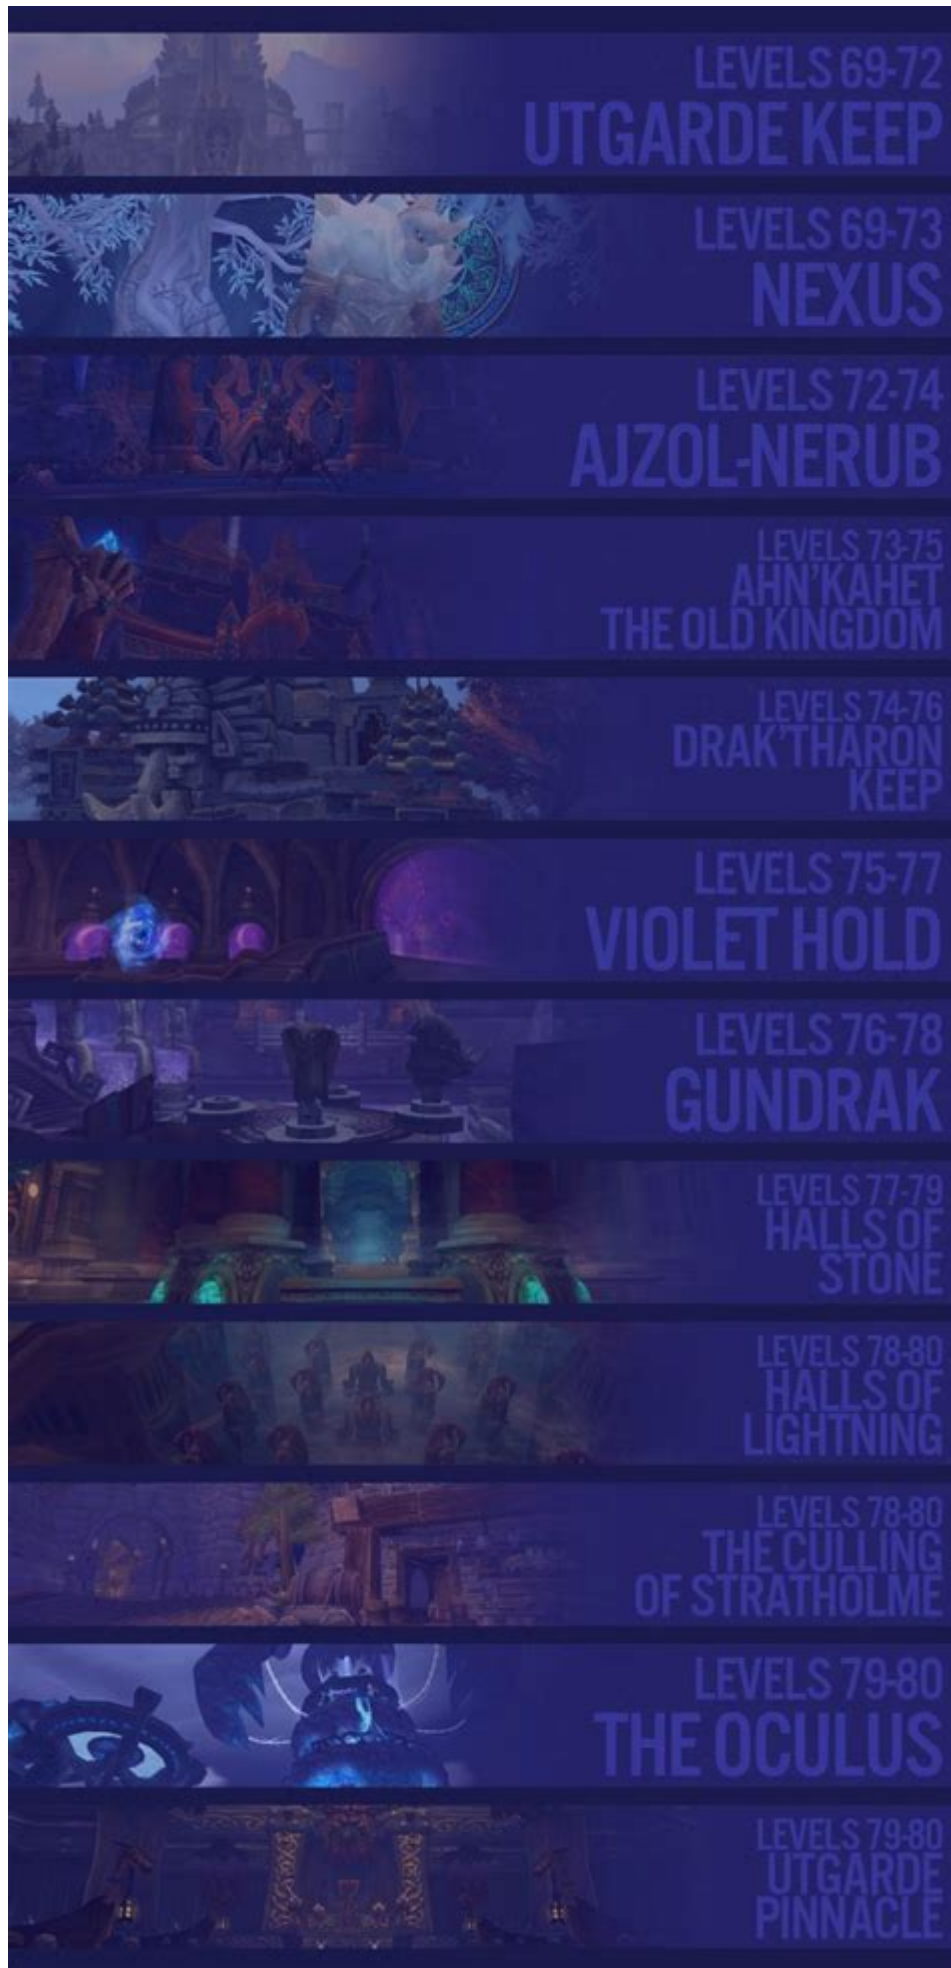 LEVELS 69-72
UTGARDE KEEP
LEVELS 69-73
NEXUS
LEVELS 72-74
AJZOL-NERUB
LEVELS 73-75
AHN'KAHET
THE OLD KINGDOM
LEVELS 74-76
DRAK'THARON
KEEP
LEVELS 75-77
VIOLET HOLD
LEVELS 76-78
GUNDRAK
LEVELS 77-79
HALLS OF
STONE
LEVELS 78-80
HALLS OF
LIGHTNING
LEVELS 78-80
THE CULLING
OF STRATHOLME
LEVELS 79-80
THE OCULUS
LEVELS 79-80
UTGARDE
PINNACLE